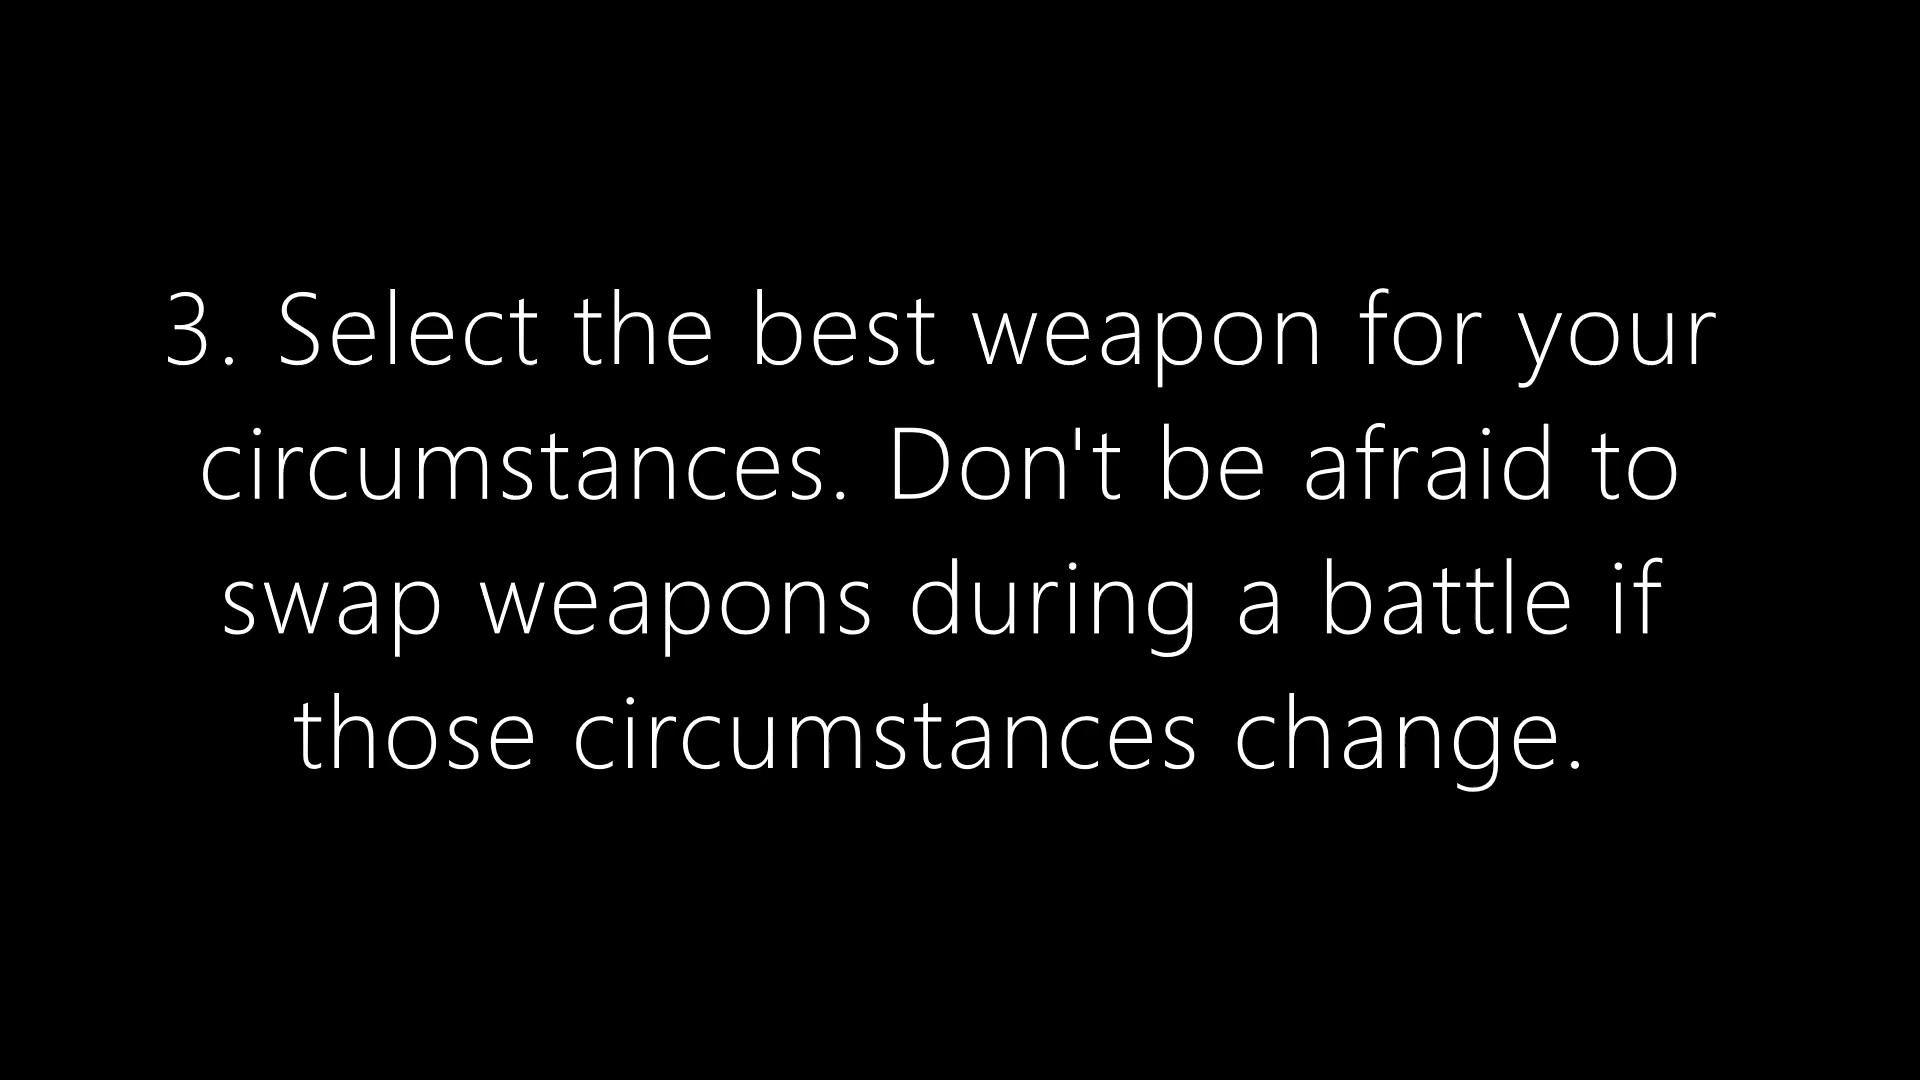 3. Select the best weapon for your
circumstances. Don't be afraid to
swap weapons during a battle if
those circumstances change.